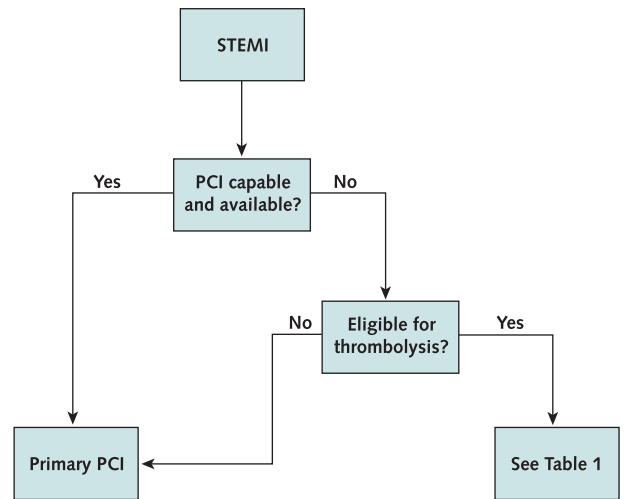 STEMI
PCI capable
and available?
Yes
No
Eligible for
thrombolysis?
No
Yes
Primary PCI
See Table 1